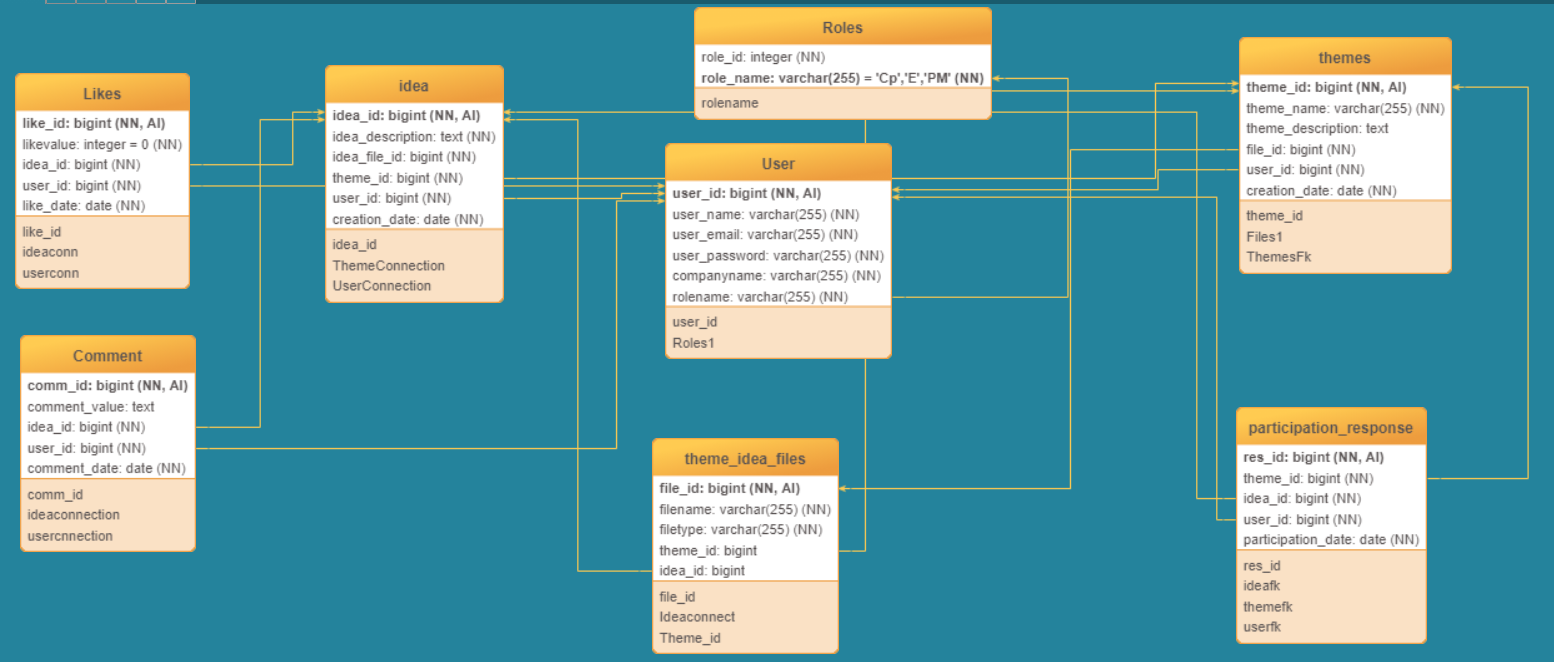 Roles
role_id: integer (NN)
role_name: varchar(255) = 'Cp','E','PM' (NN)
rolename
themes
theme_id: bigint (NN, AI)
theme_name: varchar(255) (NN)
theme_description: text
file_id: bigint (NN)
user_id: bigint (NN)
creation_date: date (NN)
theme_id
Files1
ThemesFk
Likes
like_id: bigint (NN, AI)
likevalue: integer = 0 (NN)
idea_id: bigint (NN)
user_id: bigint (NN)
like_date: date (NN)
like_id
ideaconn
userconn
idea
idea_id: bigint (NN, AI)
idea_description: text (NN)
idea_file_id: bigint (NN)
theme_id: bigint (NN)
user_id: bigint (NN)
creation_date: date (NN)
idea_id
ThemeConnection
UserConnection
User
user_id: bigint (NN, AI)
user_name: varchar(255) (NN)
user_email: varchar(255) (NN)
user_password: varchar(255) (NN)
companyname: varchar(255) (NN)
rolename: varchar(255) (NN)
user_id
Roles1
Comment
comm_id: bigint (NN, AI)
comment_value: text
idea_id: bigint (NN)
user_id: bigint (NN)
comment_date: date (NN)
comm_id
ideaconnection
usercnnection
theme_idea_files
file_id: bigint (NN, AI)
filename: varchar(255) (NN)
filetype: varchar(255) (NN)
theme_id: bigint
idea_id: bigint
file_id
Ideaconnect
Theme_id
participation_response
res_id: bigint (NN, AI)
theme_id: bigint (NN)
idea_id: bigint (NN)
user_id: bigint (NN)
participation_date: date (NN)
res_id
ideafk
themefk
userfk